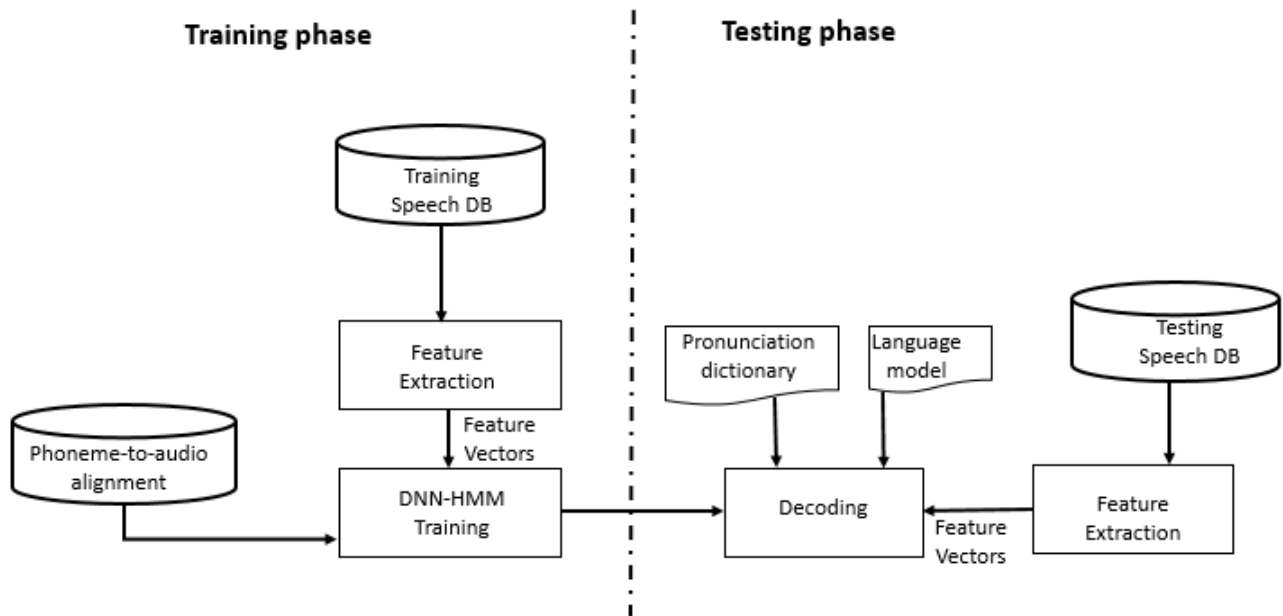 Training phase
Testing phase
Training
Speech DB
Feature
Extraction
Feature
Vectors
Phoneme-to-audio
alignment
DNN-HMM
Training
Pronunciation
dictionary
Language
model
Testing
Speech DB
Decoding
Feature
Vectors
Feature
Extraction